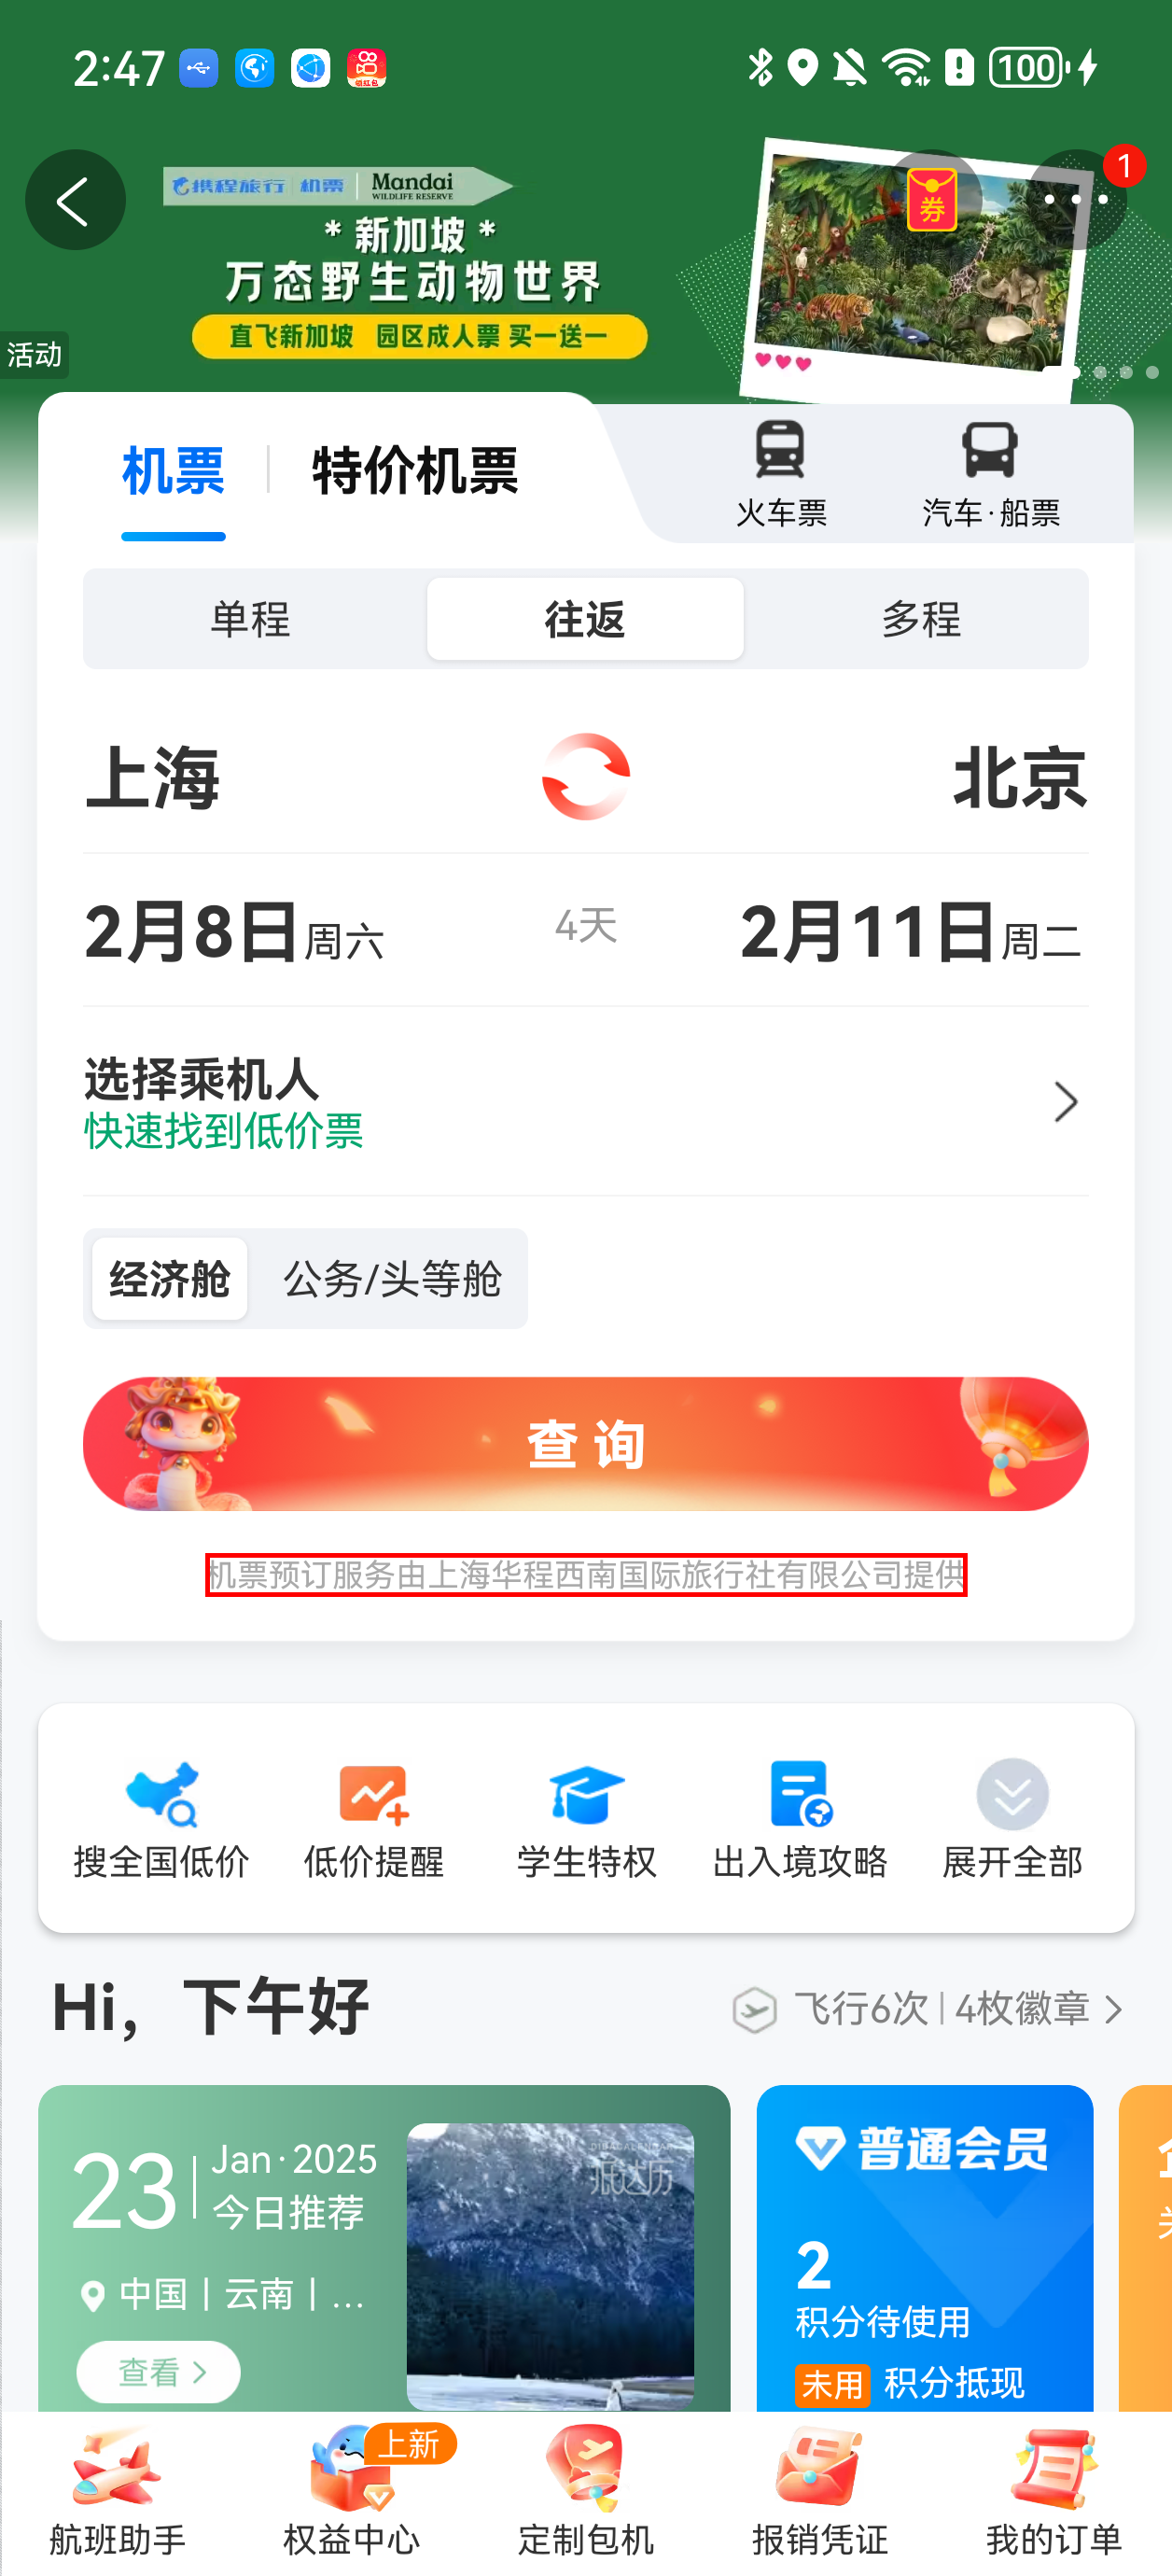 2:47
100
携程旅行 机票 Mandai
WILDLIFE RESERVE
* 新加坡 *
万态野生动物世界
直飞新加坡 园区成人票 买一送一
券
1
活动
机票 特价机票
火车票 汽车·船票
单程 往返 多程
上海 北京
2月8日周六 4天 2月11日周二
选择乘机人
快速找到低价票
经济舱 公务/头等舱
查询
机票预订服务由上海华程西南国际旅行社有限公司提供
搜全国低价 低价提醒 学生特权 出入境攻略 展开全部
Hi，下午好
飞行6次 | 4枚徽章
23 Jan·2025
今日推荐
中国 | 云南 | ...
查看
普通会员
2
积分待使用
未用 积分抵现
上新
航班助手 权益中心 定制包机 报销凭证 我的订单